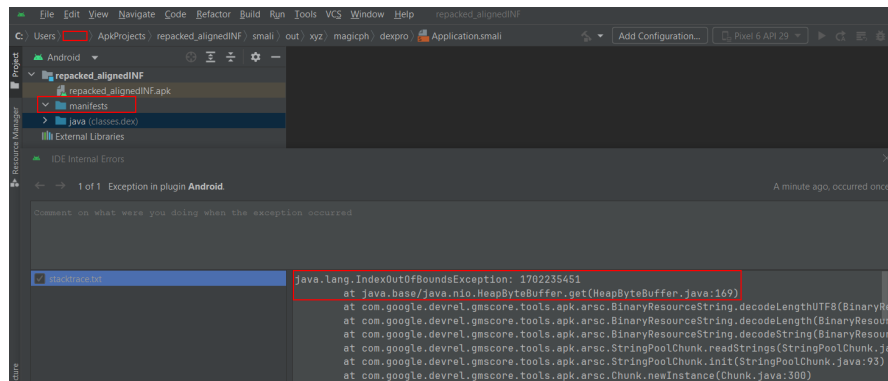 File Edit View Navigate Code Refactor Build Run Tools VCS Window Help repacked_alignedINF
C: Users ApkProjects repacked_alignedINF smali out xyz magicph dexpro Application.smali Add Configuration... Pixel 6 API 29
Project
Android
repacked_alignedINF
repacked_alignedINF.apk
manifests
java (classes.dex)
External Libraries
Resource Manager
IDE Internal Errors
1 of 1 Exception in plugin Android. A minute ago, occurred once
Comment on what were you doing when the exception occurred
stacktrace.txt
java.lang.IndexOutOfBoundsException: 1702235451
at java.base/java.nio.HeapByteBuffer.get(HeapByteBuffer.java:169)
at com.google.devrel.gmscore.tools.apk.arsc.BinaryResourceString.decodeLengthUTF8(BinaryRe
at com.google.devrel.gmscore.tools.apk.arsc.BinaryResourceString.decodeLength(BinaryResour
at com.google.devrel.gmscore.tools.apk.arsc.BinaryResourceString.decodeString(BinaryResour
at com.google.devrel.gmscore.tools.apk.arsc.StringPoolChunk.readStrings(StringPoolChunk.ja
at com.google.devrel.gmscore.tools.apk.arsc.StringPoolChunk.init(StringPoolChunk.java:93)
at com.google.devrel.gmscore.tools.apk.arsc.Chunk.newInstance(Chunk.java:300)